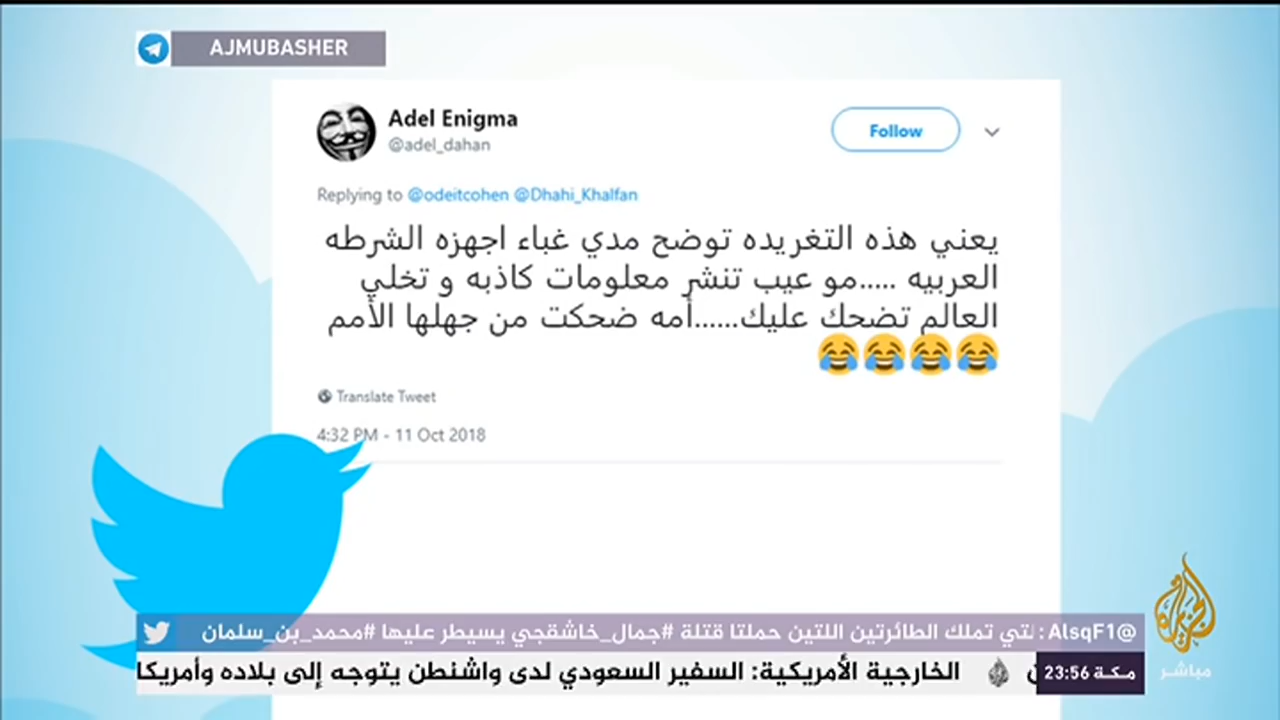 AJMUBASHER
Adel Enigma
@adel_dahan
Follow
Replying to @odeitcohen @Dhahi_Khalfan
يعني هذه التغريده توضح مدي غباء اجهزه الشرطه
العربيه .....مو عيب تنشر معلومات كاذبه و تخلي
العالم تضحك عليك......أمه ضحكت من جهلها الأمم
😂😂😂😂
Translate Tweet
4:32 PM - 11 Oct 2018
@AlsqF1 : لتي تملك الطائرتين اللتين حملتا قتلة #جمال_خاشقجي يسيطر عليها #محمد_بن_سلمان
مكة 23:56
الخارجية الأمريكية: السفير السعودي لدى واشنطن يتوجه إلى بلاده وأمريكا
الجزيرة
مباشر